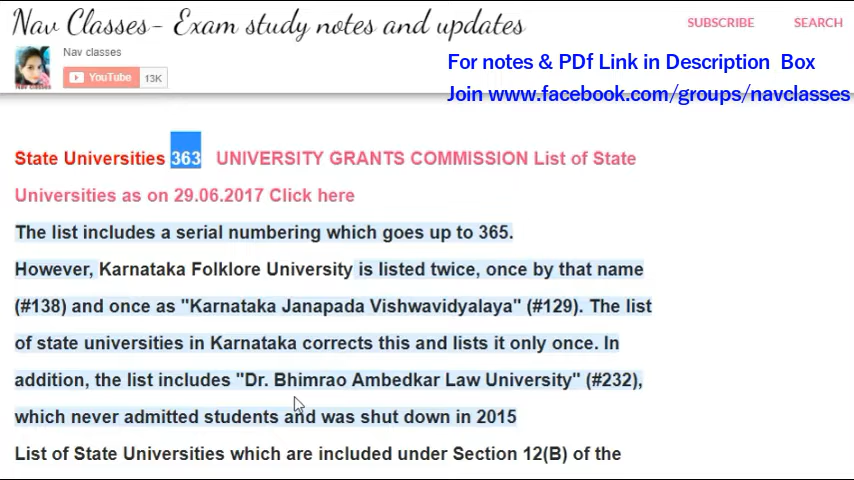 Nav Classes- Exam study notes and updates
SUBSCRIBE SEARCH
Nav classes
YouTube 13K
For notes & PDf Link in Description Box
Join www.facebook.com/groups/navclasses
State Universities 363 UNIVERSITY GRANTS COMMISSION List of State
Universities as on 29.06.2017 Click here
The list includes a serial numbering which goes up to 365.
However, Karnataka Folklore University is listed twice, once by that name
(#138) and once as "Karnataka Janapada Vishwavidyalaya" (#129). The list
of state universities in Karnataka corrects this and lists it only once. In
addition, the list includes "Dr. Bhimrao Ambedkar Law University" (#232),
which never admitted students and was shut down in 2015
List of State Universities which are included under Section 12(B) of the